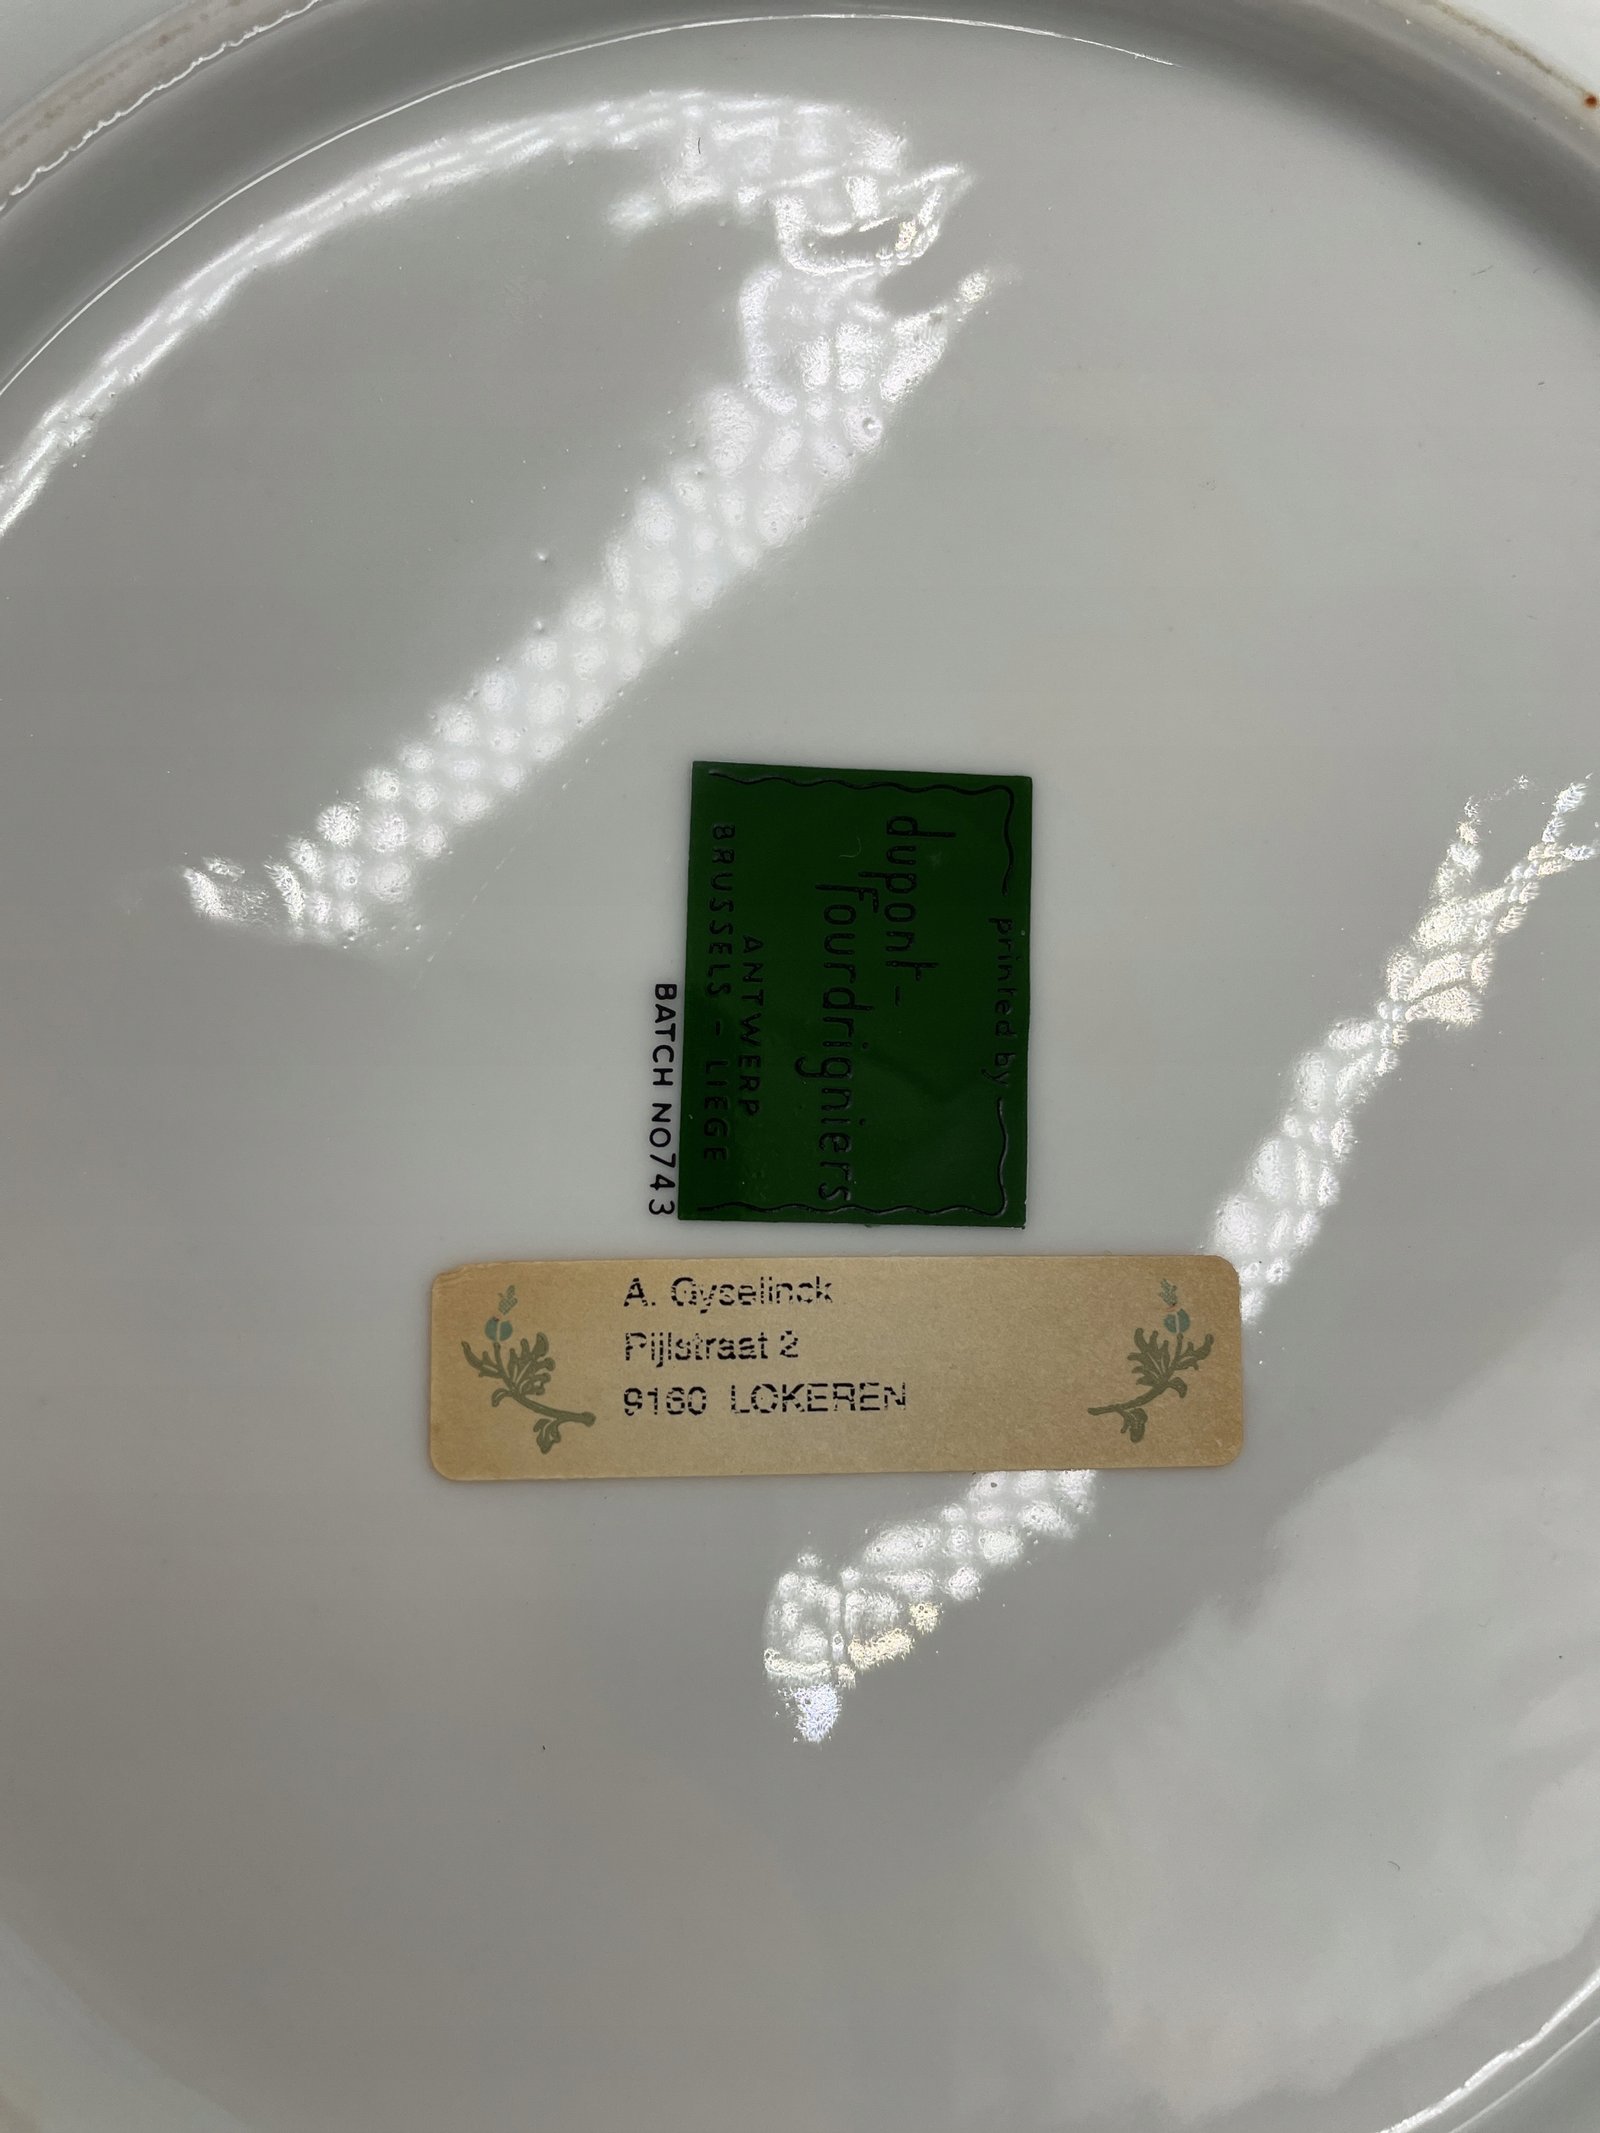 printed by
dupont-
Fourdrigniers
ANTWERP
BRUSSELS - LIEGE
BATCH NO743
A. Gyselinck
Pijlstraat 2
9160 LOKEREN